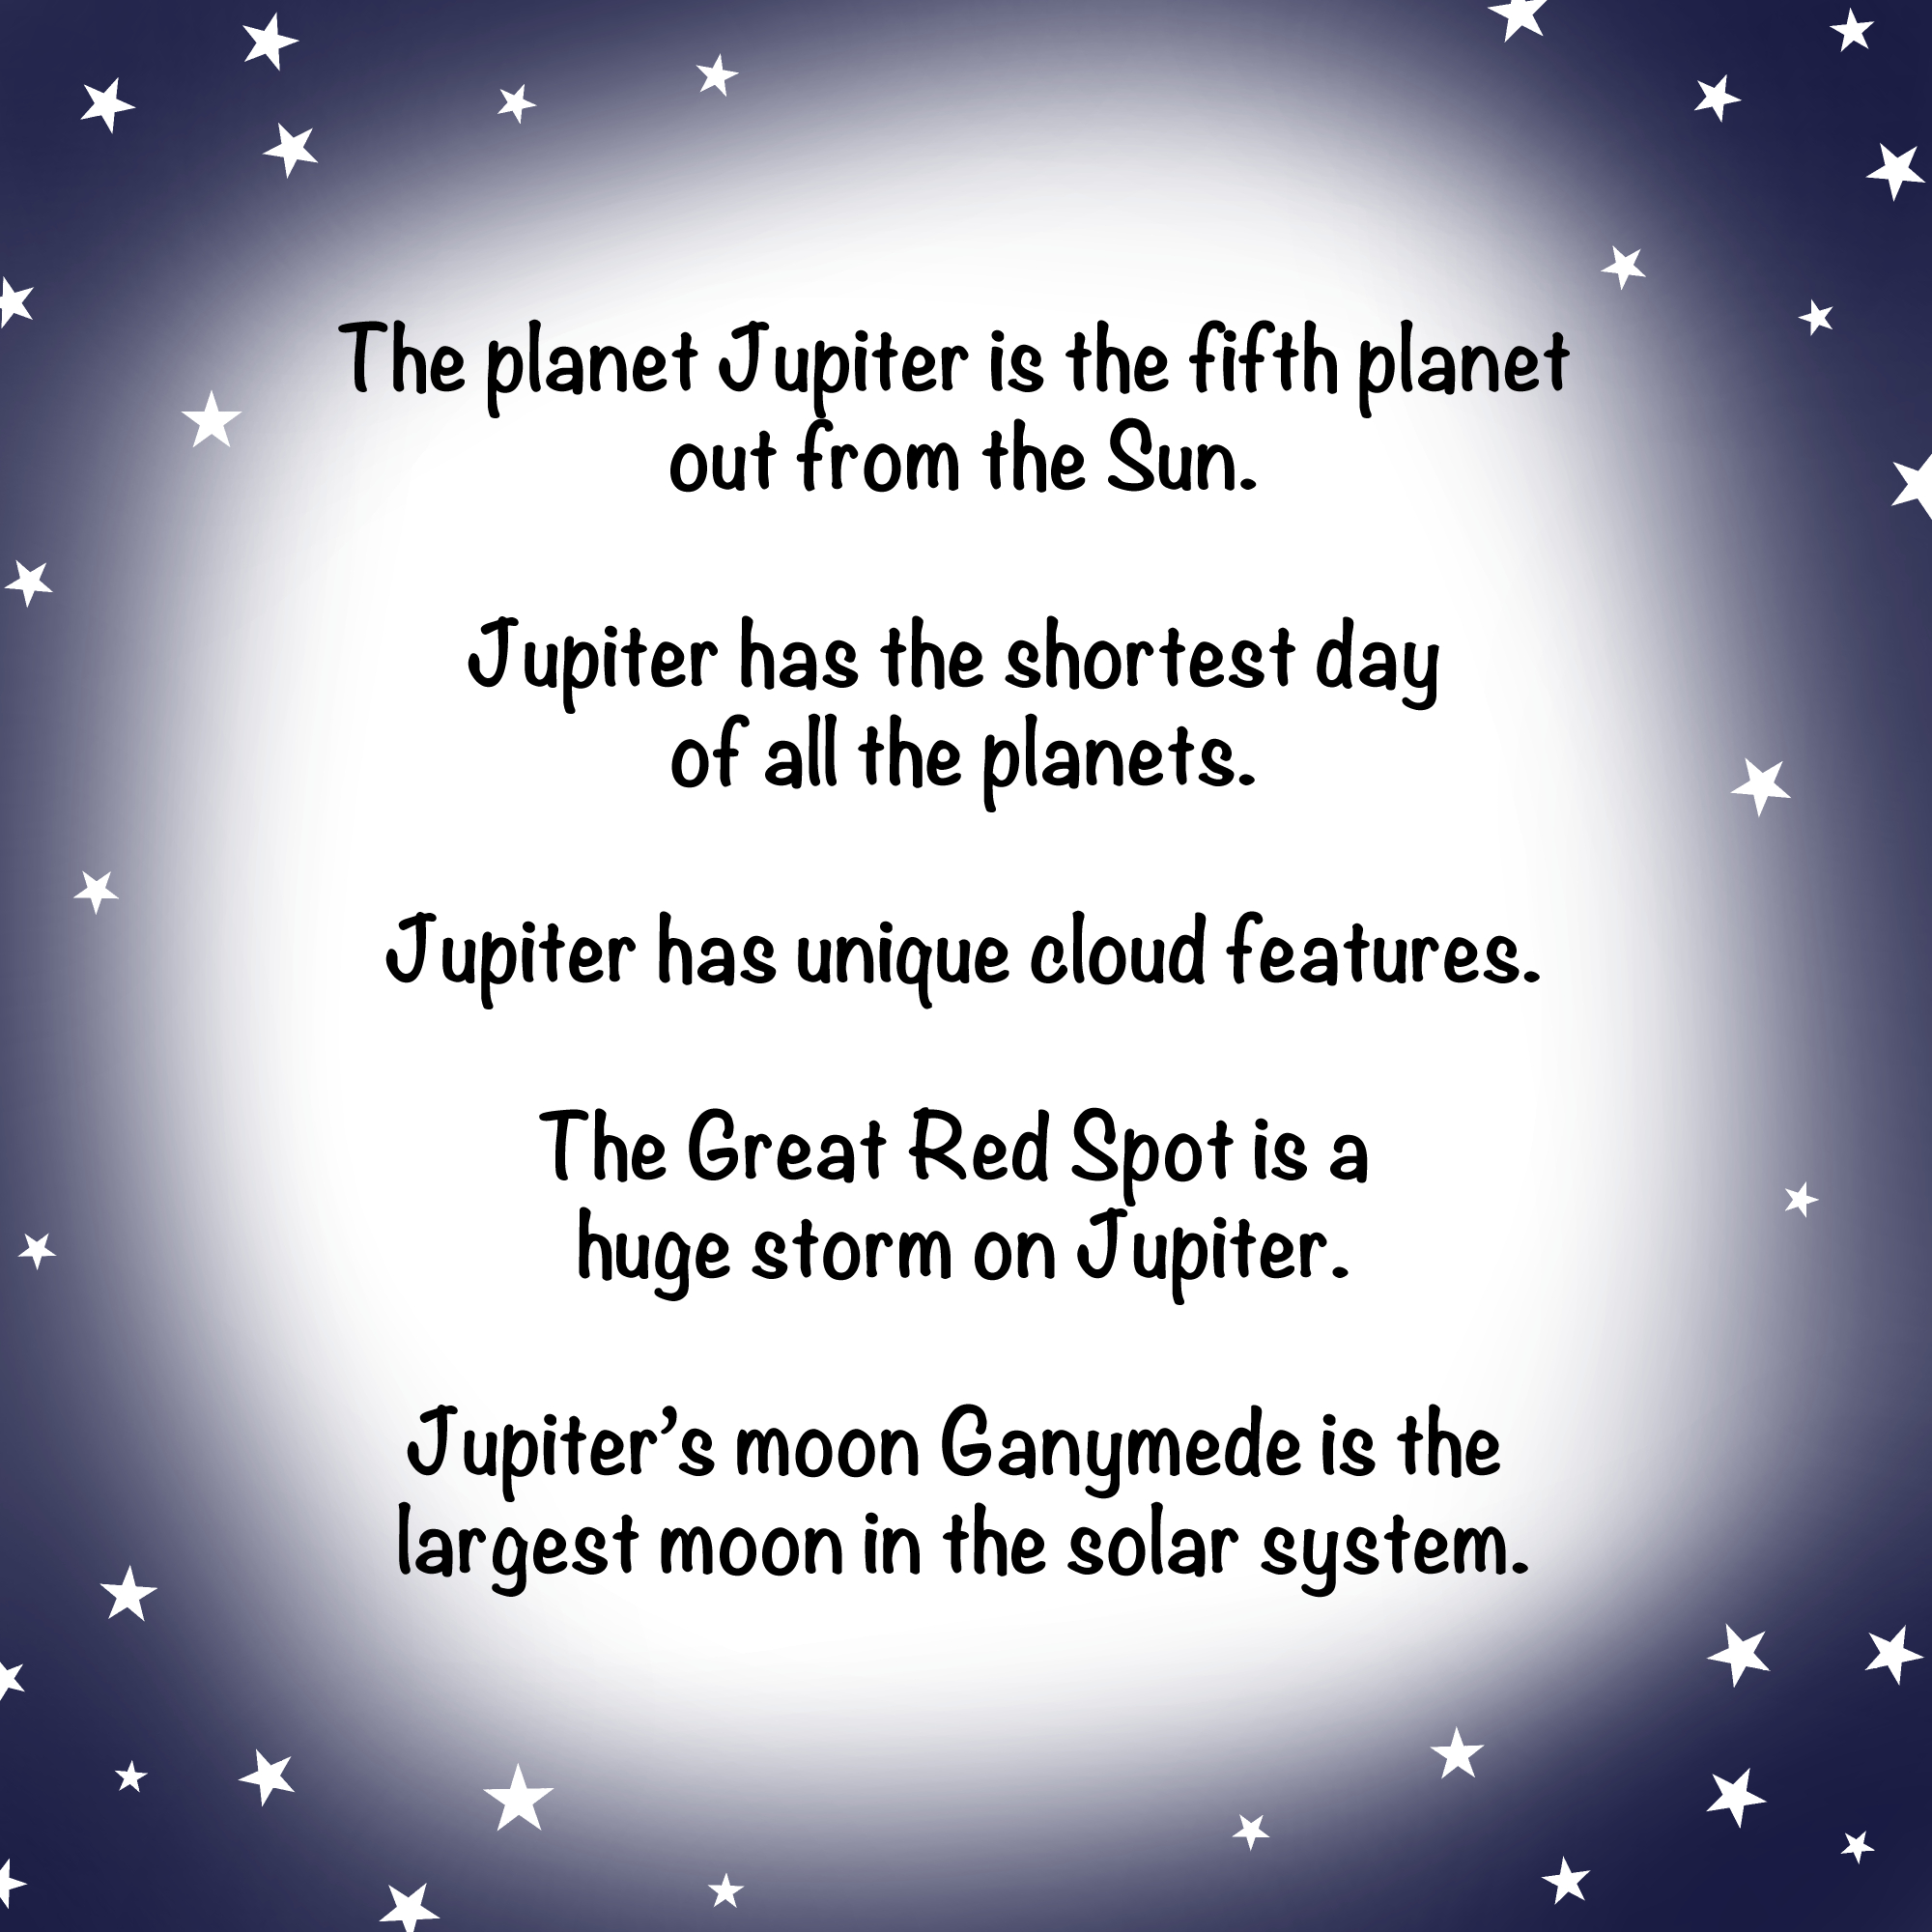 The planet Jupiter is the fifth planet
out from the Sun.
Jupiter has the shortest day
of all the planets.
Jupiter has unique cloud features.
The Great Red Spot is a
huge storm on Jupiter.
Jupiter’s moon Ganymede is the
largest moon in the solar system.